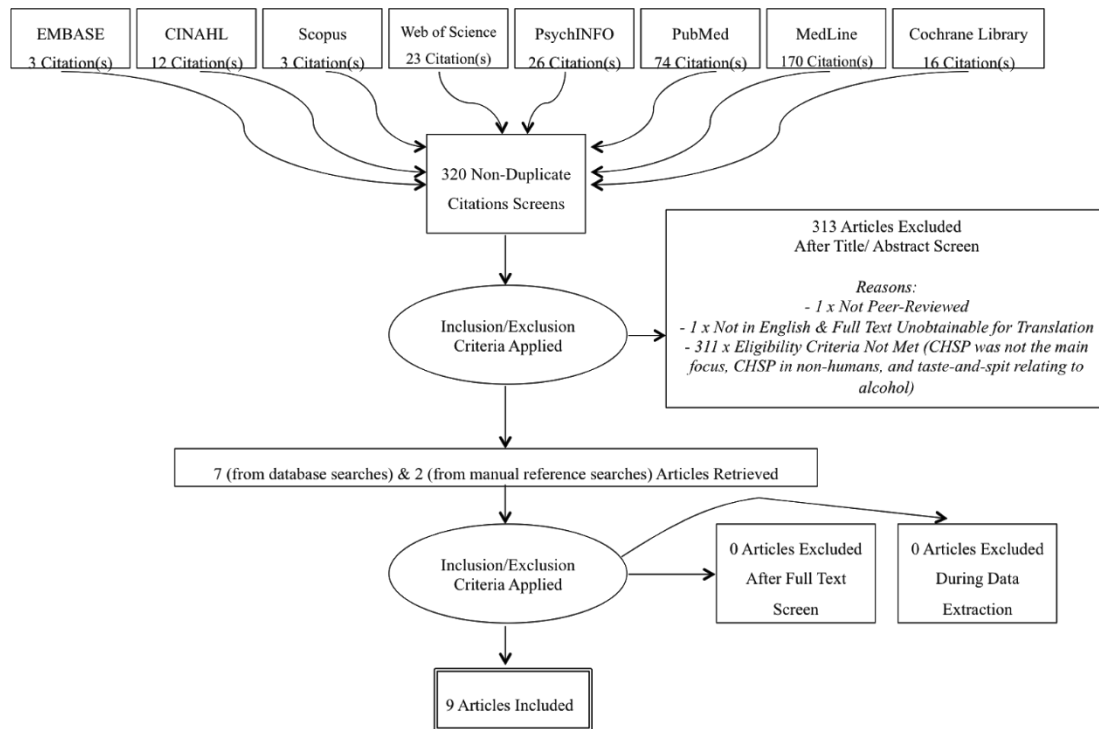 EMBASE
3 Citation(s)
CINAHL
12 Citation(s)
Scopus
3 Citation(s)
Web of Science
23 Citation(s)
PsychINFO
26 Citation(s)
PubMed
74 Citation(s)
MedLine
170 Citation(s)
Cochrane Library
16 Citation(s)
320 Non-Duplicate
Citations Screens
313 Articles Excluded
After Title/ Abstract Screen
Reasons:
- 1 x Not Peer-Reviewed
- 1 x Not in English & Full Text Unobtainable for Translation
- 311 x Eligibility Criteria Not Met (CHSP was not the main
focus, CHSP in non-humans, and taste-and-spit relating to
alcohol)
Inclusion/Exclusion
Criteria Applied
7 (from database searches) & 2 (from manual reference searches) Articles Retrieved
Inclusion/Exclusion
Criteria Applied
0 Articles Excluded
After Full Text
Screen
0 Articles Excluded
During Data
Extraction
9 Articles Included